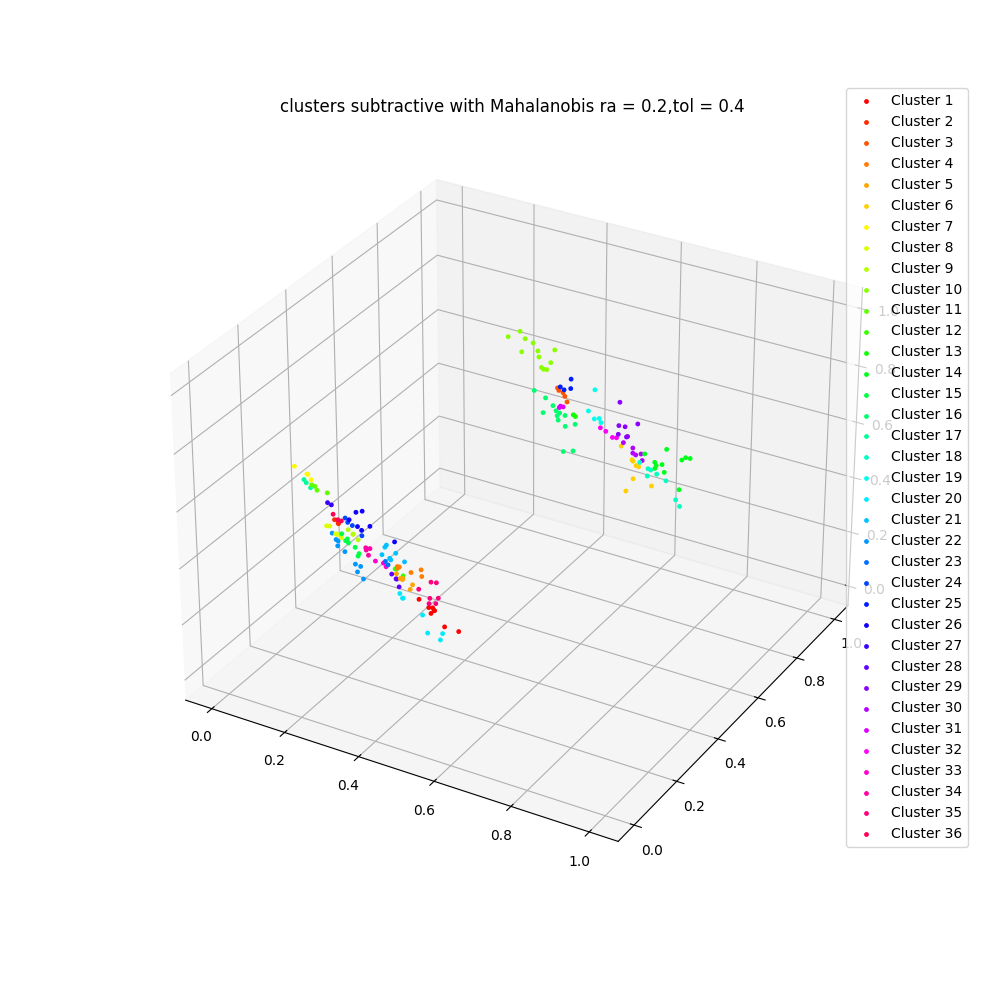 clusters subtractive with Mahalanobis ra = 0.2,tol = 0.4
Cluster 1
Cluster 2
Cluster 3
Cluster 4
Cluster 5
Cluster 6
Cluster 7
Cluster 8
Cluster 9
Cluster 10
Cluster 11
Cluster 12
Cluster 13
Cluster 14
Cluster 15
Cluster 16
Cluster 17
Cluster 18
Cluster 19
Cluster 20
Cluster 21
Cluster 22
Cluster 23
Cluster 24
Cluster 25
Cluster 26
Cluster 27
Cluster 28
Cluster 29
Cluster 30
Cluster 31
Cluster 32
Cluster 33
Cluster 34
Cluster 35
Cluster 36
1.0
0.8
0.6
0.4
0.2
0.0
0.0
0.2
0.4
0.6
0.8
1.0
0.0
0.2
0.4
0.6
0.8
1.0